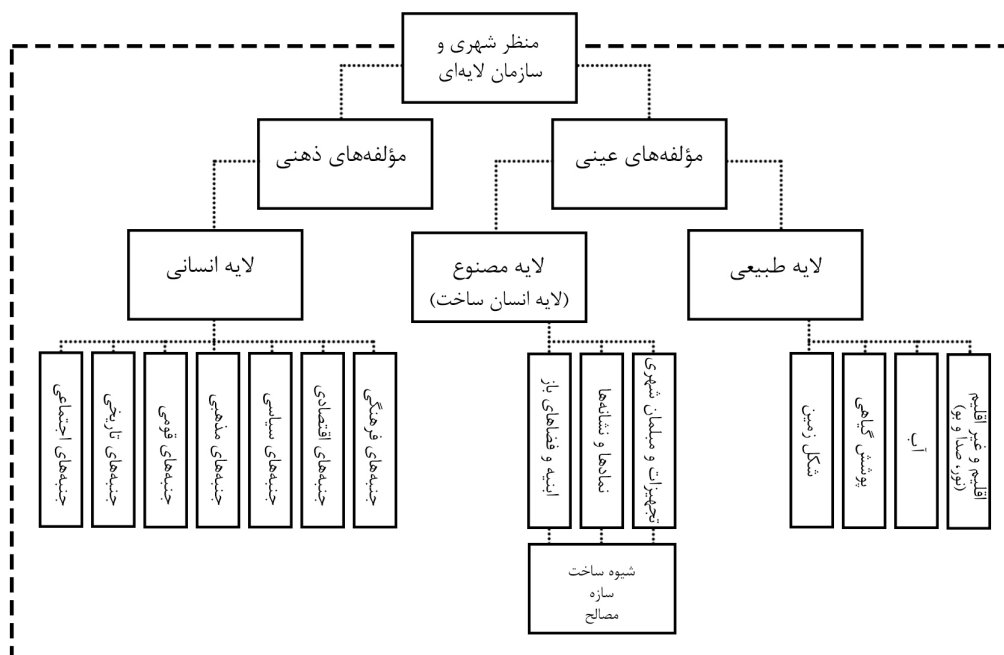 منظر شهری و
سازمان لایه‌ای
مؤلفه‌های عینی
مؤلفه‌های ذهنی
لایه طبیعی
لایه مصنوع
(لایه انسان ساخت)
لایه انسانی
اقلیم و غیر اقلیم
(نور، صدا و بو)
آب
پوشش گیاهی
شکل زمین
تجهیزات و مبلمان شهری
نمادها و نشانه‌ها
ابنیه و فضاهای باز
جنبه‌های فرهنگی
جنبه‌های اقتصادی
جنبه‌های سیاسی
جنبه‌های مذهبی
جنبه‌های قومی
جنبه‌های تاریخی
جنبه‌های اجتماعی
شیوه ساخت
سازه
مصالح